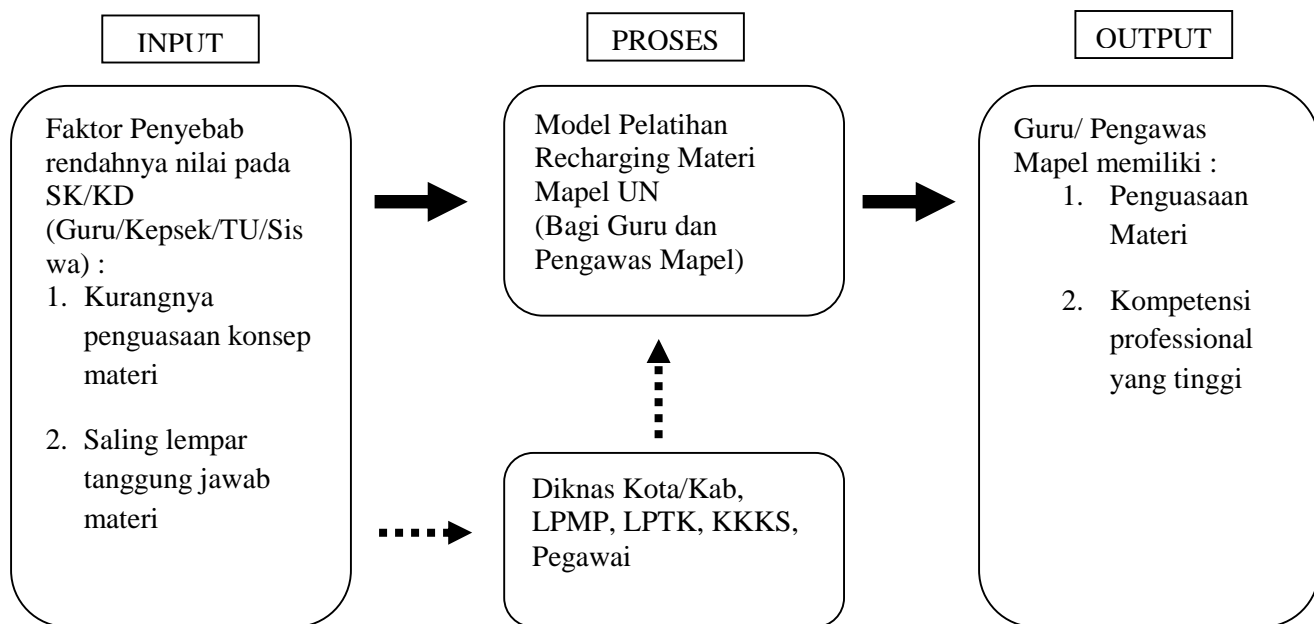 INPUT
PROSES
OUTPUT
Faktor Penyebab
rendahnya nilai pada
SK/KD
(Guru/Kepsek/TU/Sis
wa) :
1. Kurangnya
penguasaan konsep
materi
2. Saling lempar
tanggung jawab
materi
Model Pelatihan
Recharging Materi
Mapel UN
(Bagi Guru dan
Pengawas Mapel)
Diknas Kota/Kab,
LPMP, LPTK, KKKS,
Pegawai
Guru/ Pengawas
Mapel memiliki :
1. Penguasaan
Materi
2. Kompetensi
professional
yang tinggi